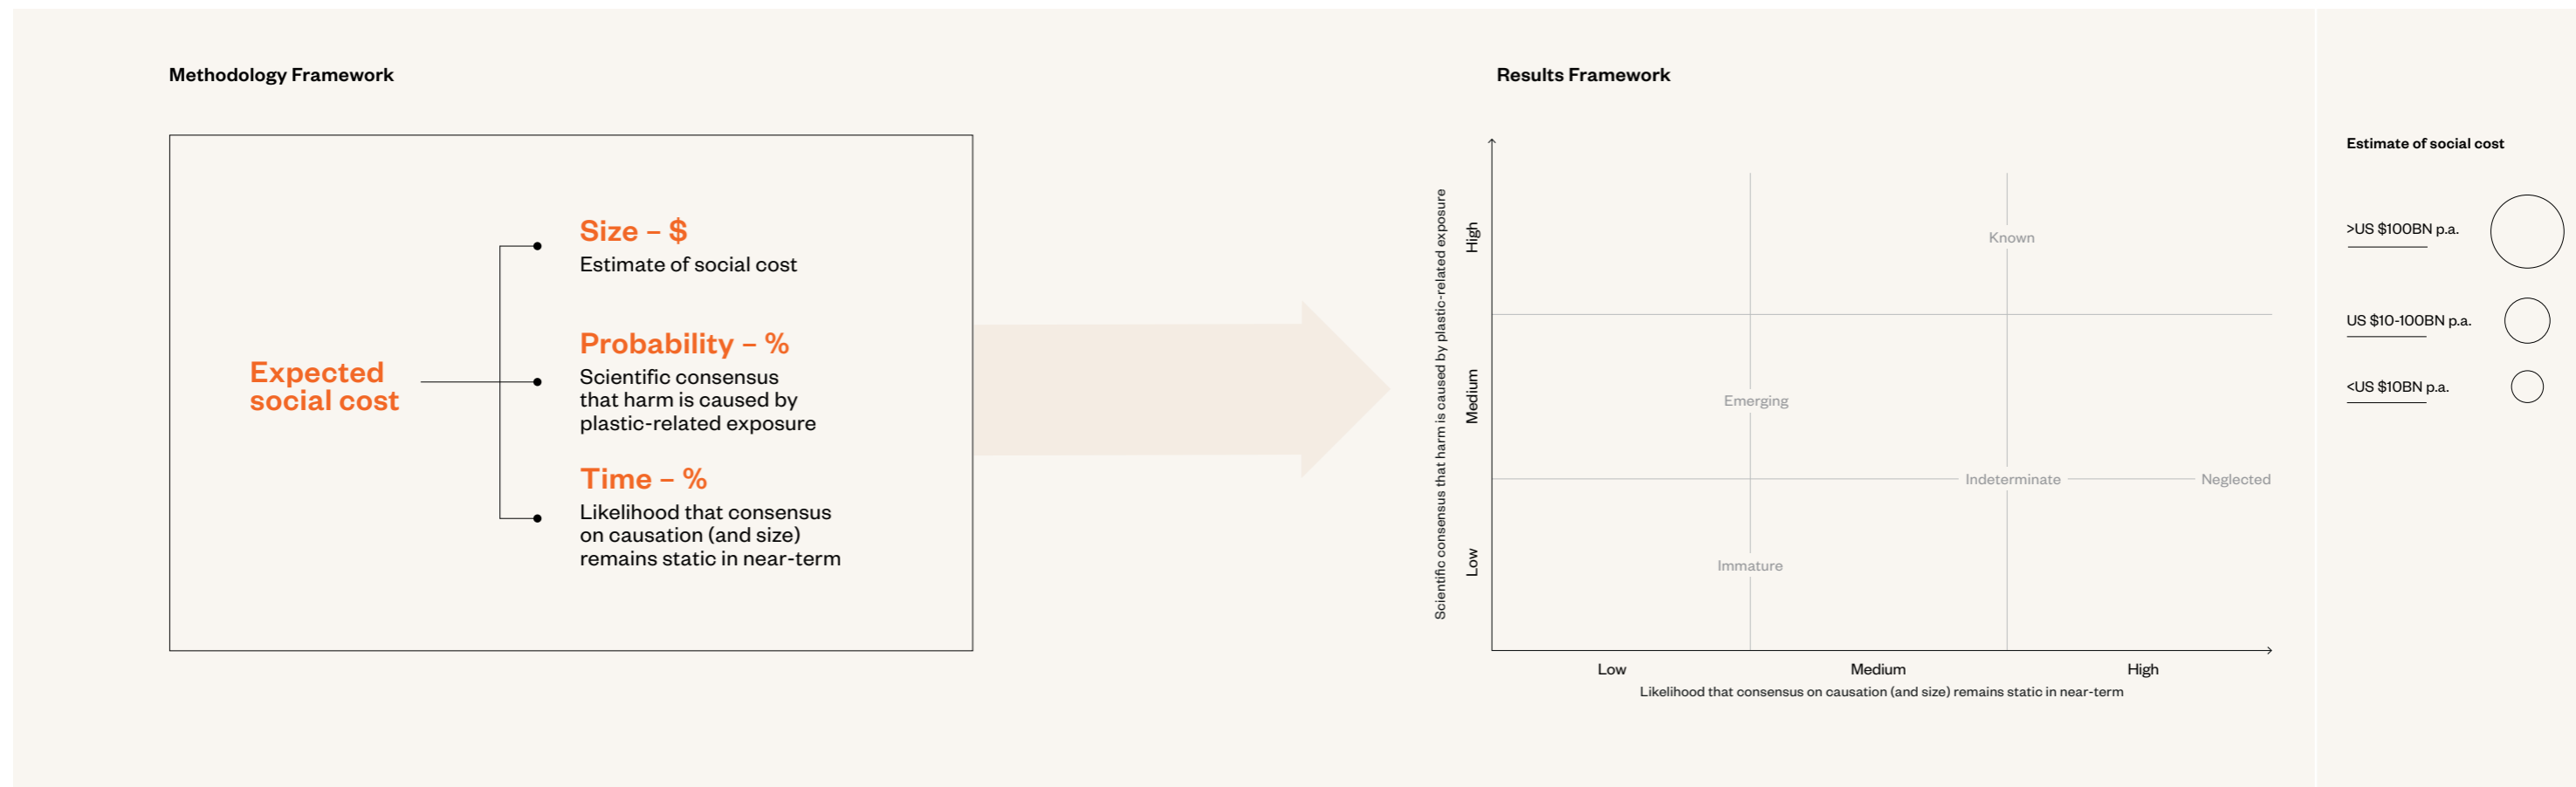 Methodology Framework
Expected
social cost
Size – $
Estimate of social cost
Probability – %
Scientific consensus
that harm is caused by
plastic-related exposure
Time – %
Likelihood that consensus
on causation (and size)
remains static in near-term
Results Framework
Scientific consensus that harm is caused by plastic-related exposure
High
Medium
Low
Known
Emerging
Indeterminate
Neglected
Immature
Low
Medium
High
Likelihood that consensus on causation (and size) remains static in near-term
Estimate of social cost
>US $100BN p.a.
US $10-100BN p.a.
<US $10BN p.a.